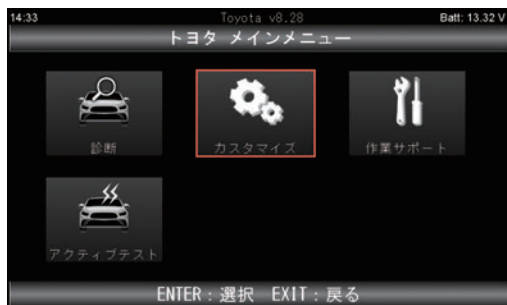 14:33 Toyota v8.28 Batt: 13.32 V
トヨタ メインメニュー
診断 カスタマイズ 作業サポート
アクティブテスト
ENTER：選択 EXIT：戻る